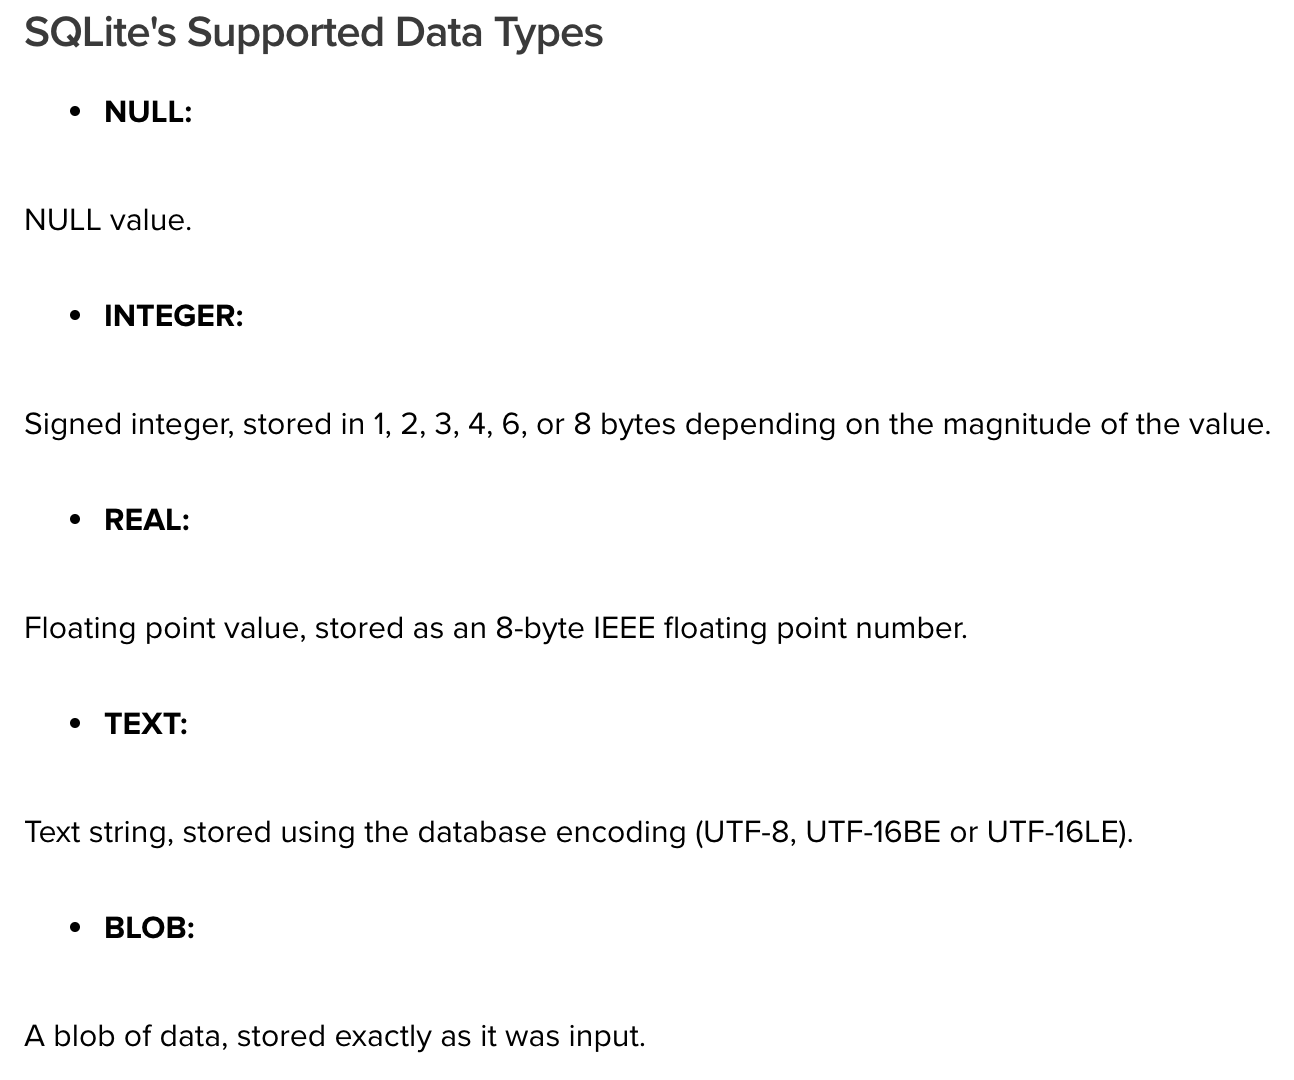 SQLite's Supported Data Types
• NULL:
NULL value.
• INTEGER:
Signed integer, stored in 1, 2, 3, 4, 6, or 8 bytes depending on the magnitude of the value.
• REAL:
Floating point value, stored as an 8-byte IEEE floating point number.
• TEXT:
Text string, stored using the database encoding (UTF-8, UTF-16BE or UTF-16LE).
• BLOB:
A blob of data, stored exactly as it was input.